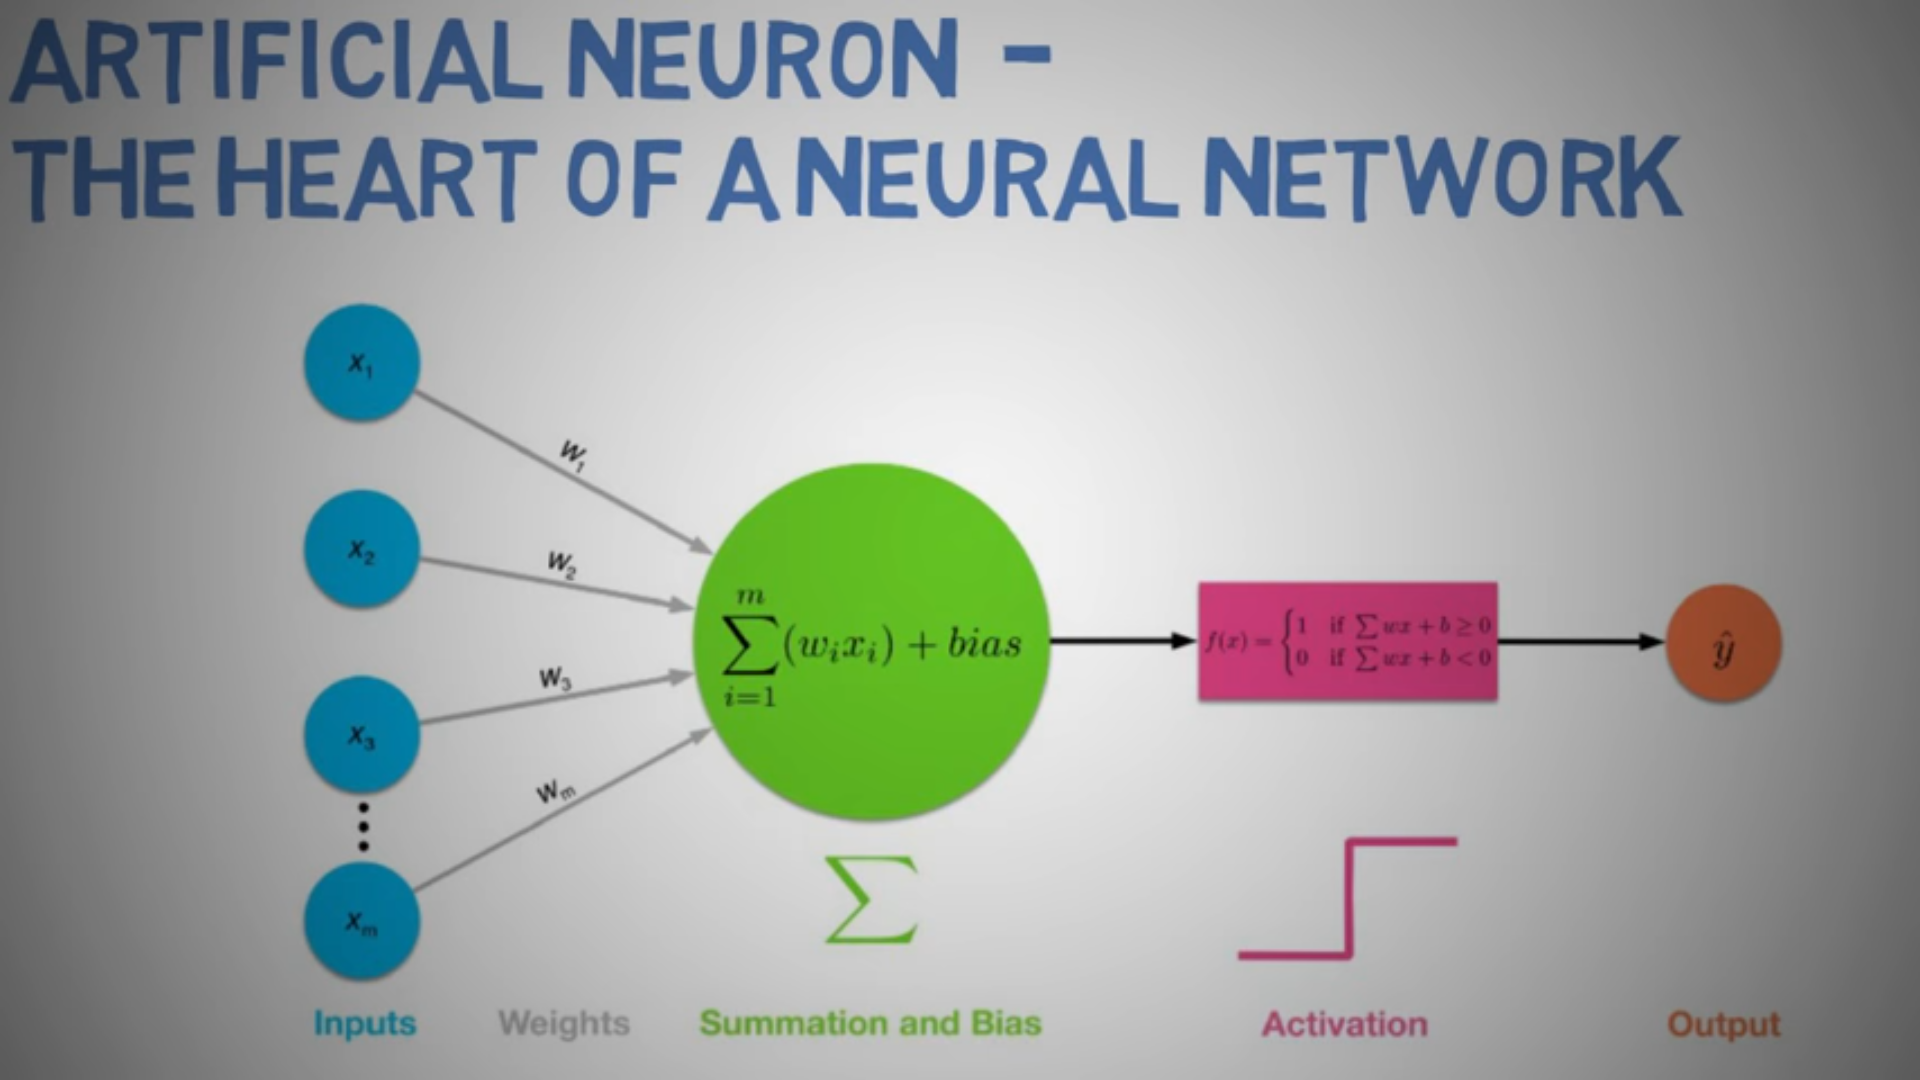 ARTIFICIAL NEURON -
THE HEART OF A NEURAL NETWORK
x₁
x₂
x₃
xₘ
w₁
w₂
w₃
wₘ
∑_{i=1}^{m}(wᵢxᵢ) + bias
f(x) = {1 if ∑ wx + b ≥ 0
0 if ∑ wx + b < 0
ŷ
∑
Inputs Weights Summation and Bias Activation Output